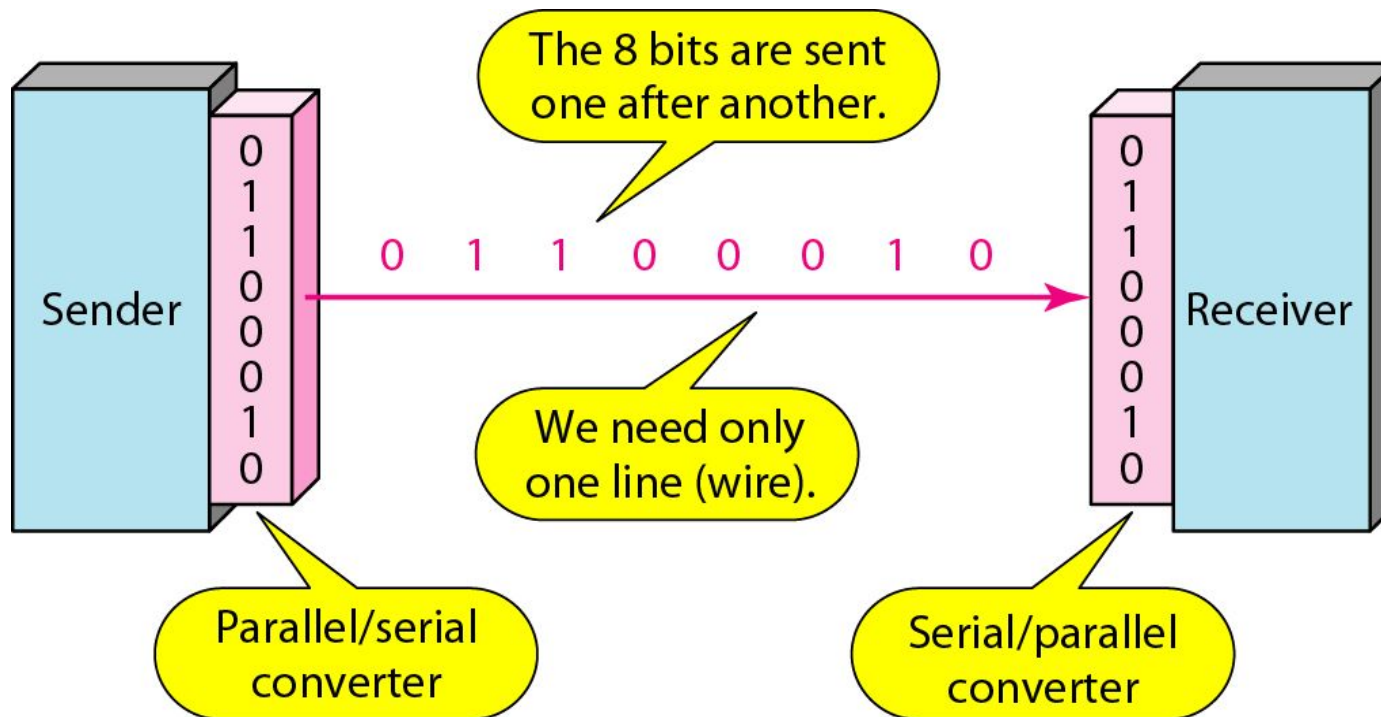 The 8 bits are sent
one after another.
Sender
0
1
1
0
0
0
1
0
0 1 1 0 0 0 1 0
0
1
1
0
0
0
1
0
Receiver
We need only
one line (wire).
Parallel/serial
converter
Serial/parallel
converter